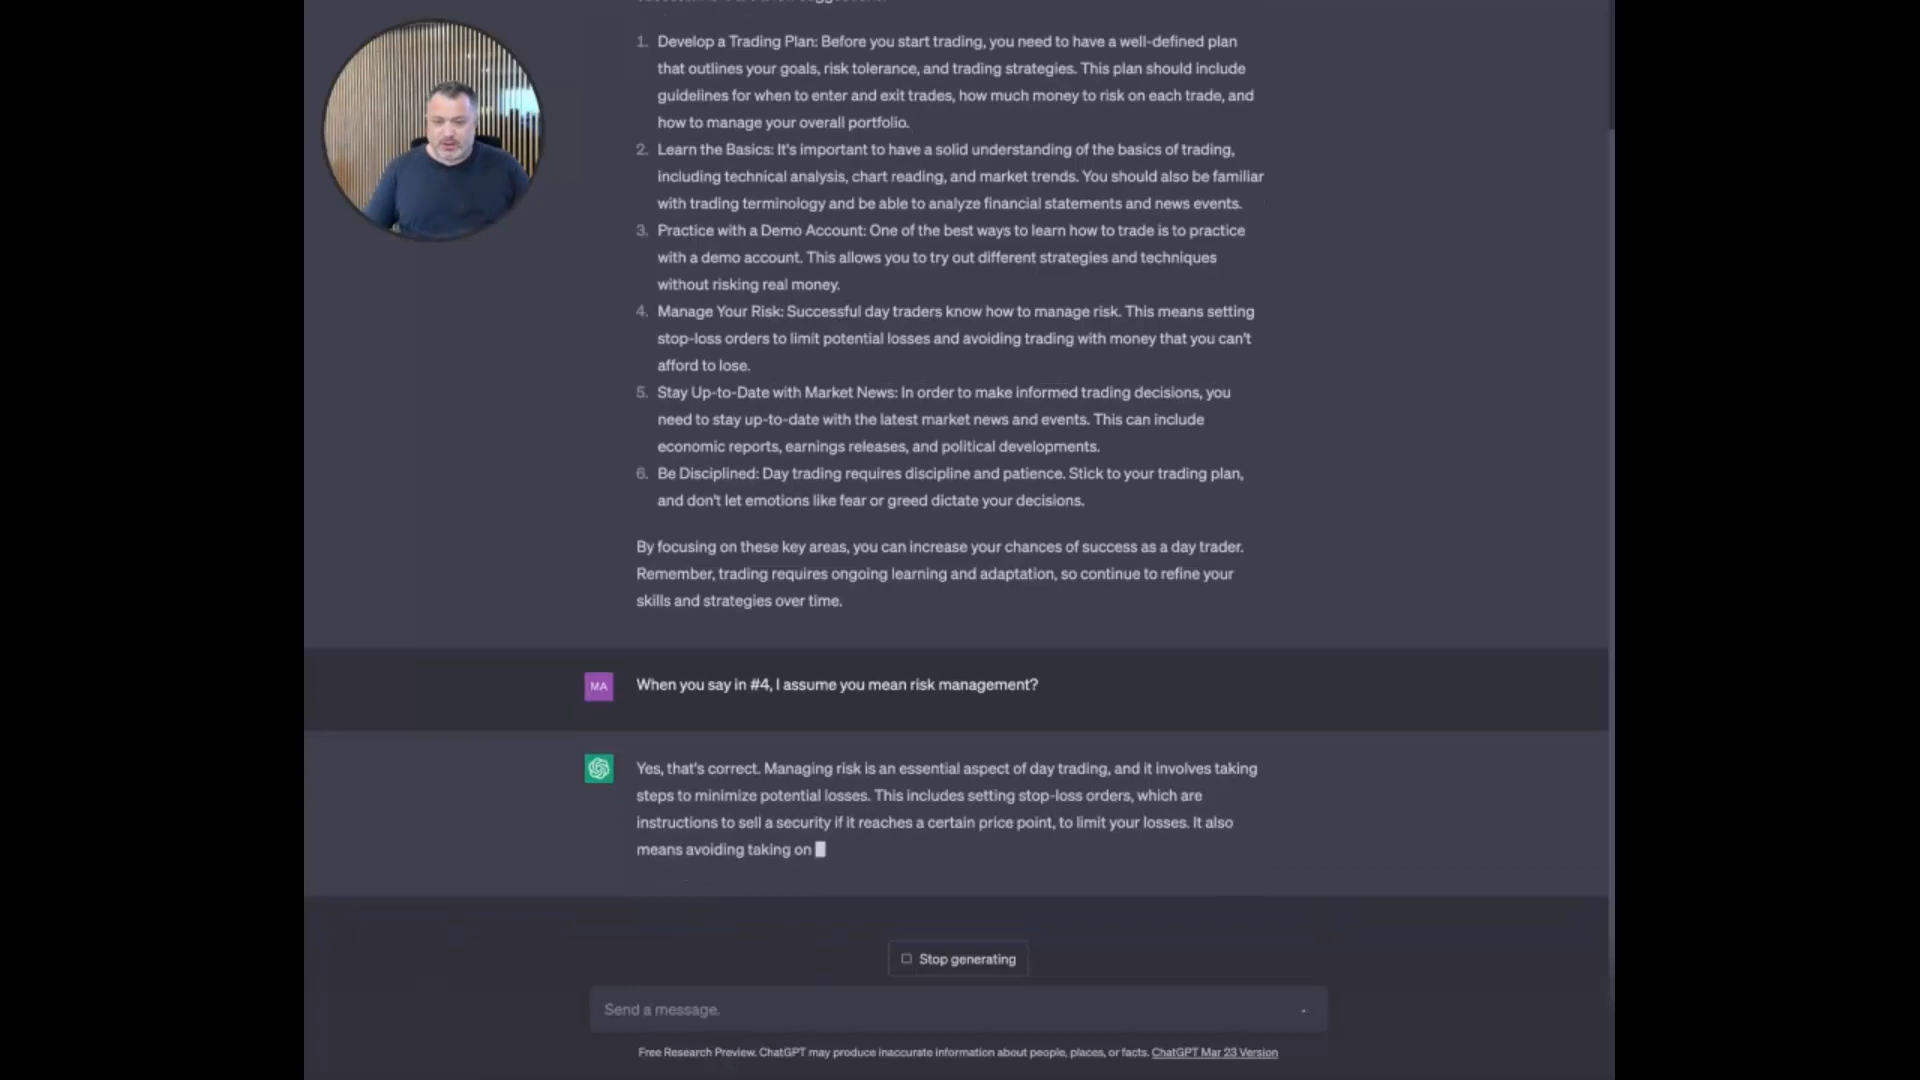 1. Develop a Trading Plan: Before you start trading, you need to have a well-defined plan
that outlines your goals, risk tolerance, and trading strategies. This plan should include
guidelines for when to enter and exit trades, how much money to risk on each trade, and
how to manage your overall portfolio.
2. Learn the Basics: It's important to have a solid understanding of the basics of trading,
including technical analysis, chart reading, and market trends. You should also be familiar
with trading terminology and be able to analyze financial statements and news events.
3. Practice with a Demo Account: One of the best ways to learn how to trade is to practice
with a demo account. This allows you to try out different strategies and techniques
without risking real money.
4. Manage Your Risk: Successful day traders know how to manage risk. This means setting
stop-loss orders to limit potential losses and avoiding trading with money that you can't
afford to lose.
5. Stay Up-to-Date with Market News: In order to make informed trading decisions, you
need to stay up-to-date with the latest market news and events. This can include
economic reports, earnings releases, and political developments.
6. Be Disciplined: Day trading requires discipline and patience. Stick to your trading plan,
and don't let emotions like fear or greed dictate your decisions.
By focusing on these key areas, you can increase your chances of success as a day trader.
Remember, trading requires ongoing learning and adaptation, so continue to refine your
skills and strategies over time.
MA When you say in #4, I assume you mean risk management?
Yes, that's correct. Managing risk is an essential aspect of day trading, and it involves taking
steps to minimize potential losses. This includes setting stop-loss orders, which are
instructions to sell a security if it reaches a certain price point, to limit your losses. It also
means avoiding taking on
Stop generating
Send a message.
Free Research Preview. ChatGPT may produce inaccurate information about people, places, or facts. ChatGPT Mar 23 Version